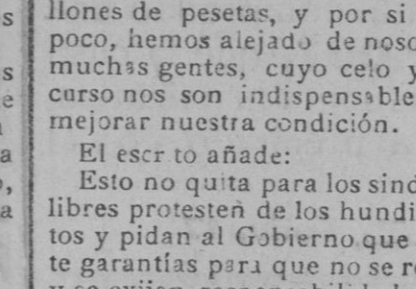 llones de pesetas, y por si
poco, hemos alejado de noso
muchas gentes, cuyo celo y
curso nos son indispensable
mejorar nuestra condición.
El escr to añade:
Esto no quita para los sind
libres protesten de los hundi
tos y pidan al Gobierno que
te garantías para que no se r